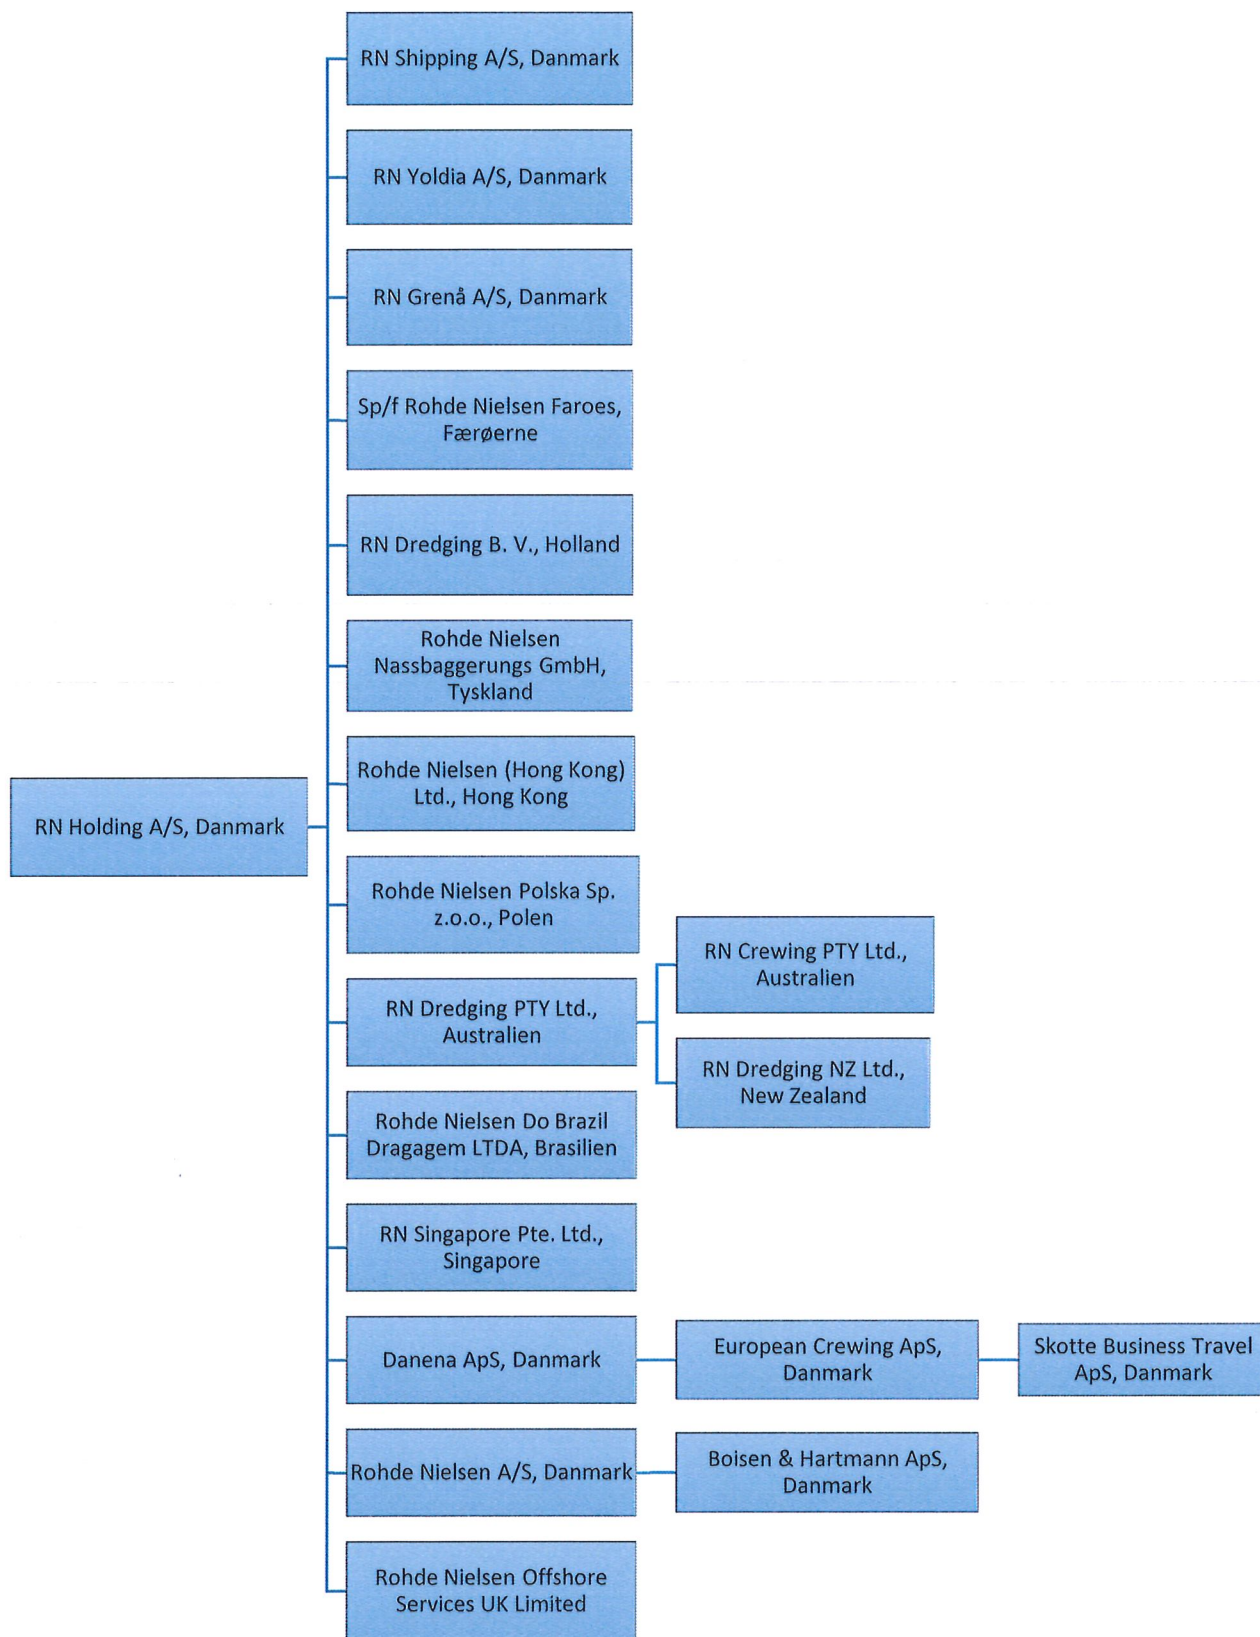 RN Shipping A/S, Danmark
RN Yoldia A/S, Danmark
RN Grenå A/S, Danmark
Sp/f Rohde Nielsen Faroes,
Færøerne
RN Dredging B. V., Holland
Rohde Nielsen
Nassbaggerungs GmbH,
Tyskland
Rohde Nielsen (Hong Kong)
Ltd., Hong Kong
RN Holding A/S, Danmark
Rohde Nielsen Polska Sp.
z.o.o., Polen
RN Dredging PTY Ltd.,
Australien
RN Crewing PTY Ltd.,
Australien
RN Dredging NZ Ltd.,
New Zealand
Rohde Nielsen Do Brazil
Dragagem LTDA, Brasilien
RN Singapore Pte. Ltd.,
Singapore
Danena ApS, Danmark
European Crewing ApS,
Danmark
Skotte Business Travel
ApS, Danmark
Rohde Nielsen A/S, Danmark
Boisen & Hartmann ApS,
Danmark
Rohde Nielsen Offshore
Services UK Limited